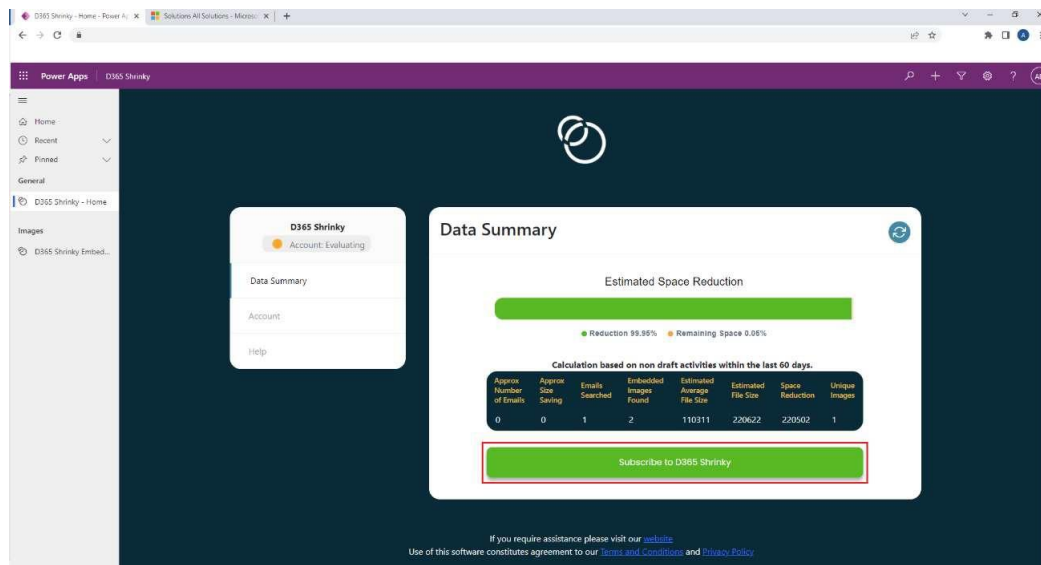 D365 Shrinky - Home - Power Ap
Solutions All Solutions - Microso
Power Apps D365 Shrinky
Home
Recent
Pinned
General
D365 Shrinky - Home
Images
D365 Shrinky Embed...
D365 Shrinky
Account: Evaluating
Data Summary
Account
Help
Data Summary
Estimated Space Reduction
Reduction 99.95% Remaining Space 0.05%
Calculation based on non draft activities within the last 60 days.
Approx Number of Emails Approx Size Saving Emails Searched Embedded Images Found Estimated Average File Size Estimated File Size Space Reduction Unique Images
0 0 1 2 110311 220622 220502 1
Subscribe to D365 Shrinky
If you require assistance please visit our website
Use of this software constitutes agreement to our Terms and Conditions and Privacy Policy